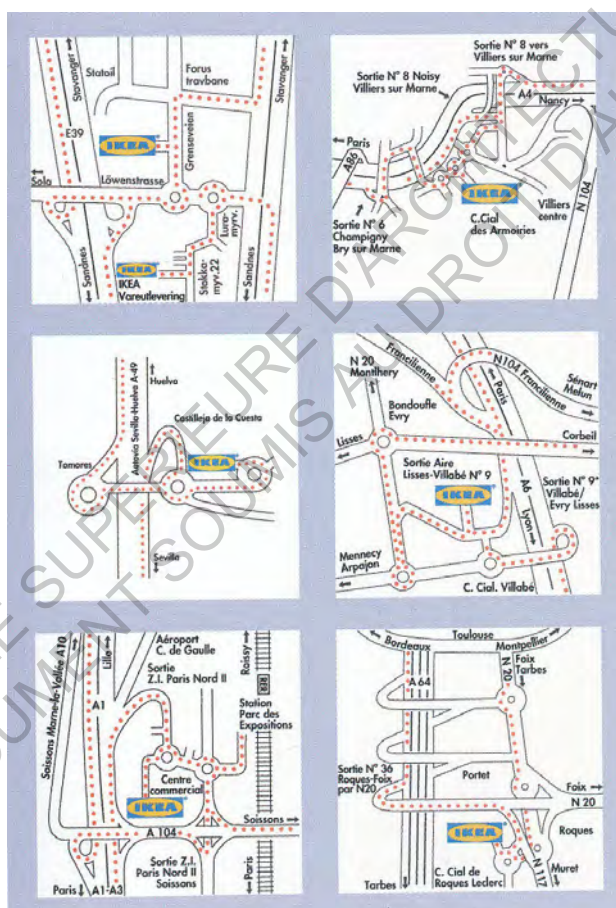 Stavanger
Statoil
Forus
travbane
Stavanger
E39
IKEA
Grenseveien
Sola
Löwenstrasse
Luramyrv.
Sandnes
IKEA
IKEA
Vareutlevering
Stokkamyv.22
Sandnes
Sortie N° 8 vers
Villiers sur Marne
Sortie N° 8 Noisy
Villiers sur Marne
A4
Nancy
Paris
A86
IKEA
N 104
Sortie N° 6
Champigny
Bry sur Marne
C.Cial
des Armoiries
Villiers
centre
Autovia Sevilla-Huelva A-49
Huelva
Castilleja de la Cuesta
Tomares
IKEA
Sevilla
N 20
Montlhery
Francilienne
N104 Francilienne
Sénart
Melun
Paris
Bondoufle
Evry
Lisses
Corbeil
Sortie Aire
Lisses-Villabé N° 9
IKEA
A6
Lyon
Sortie N° 9
Villabé/
Evry Lisses
Mennecy
Arpajon
C. Cial. Villabé
Soissons Marne-la-Vallée A10
Lille
Aéroport
C. de Gaulle
Roissy
Sortie
Z.I. Paris Nord II
A1
RER
Station
Parc des
Expositions
Centre
commercial
IKEA
Soissons
A 104
Sortie Z.I.
Paris Nord II
Soissons
Paris
A1-A3
Paris
Toulouse
Bordeaux
Montpellier
N 20
Foix
Tarbes
A 64
Sortie N° 36
Roques-Foix
par N20
Portet
Foix
N 20
IKEA
Roques
Tarbes
C. Cial de
Roques Leclerc
N 117
Muret